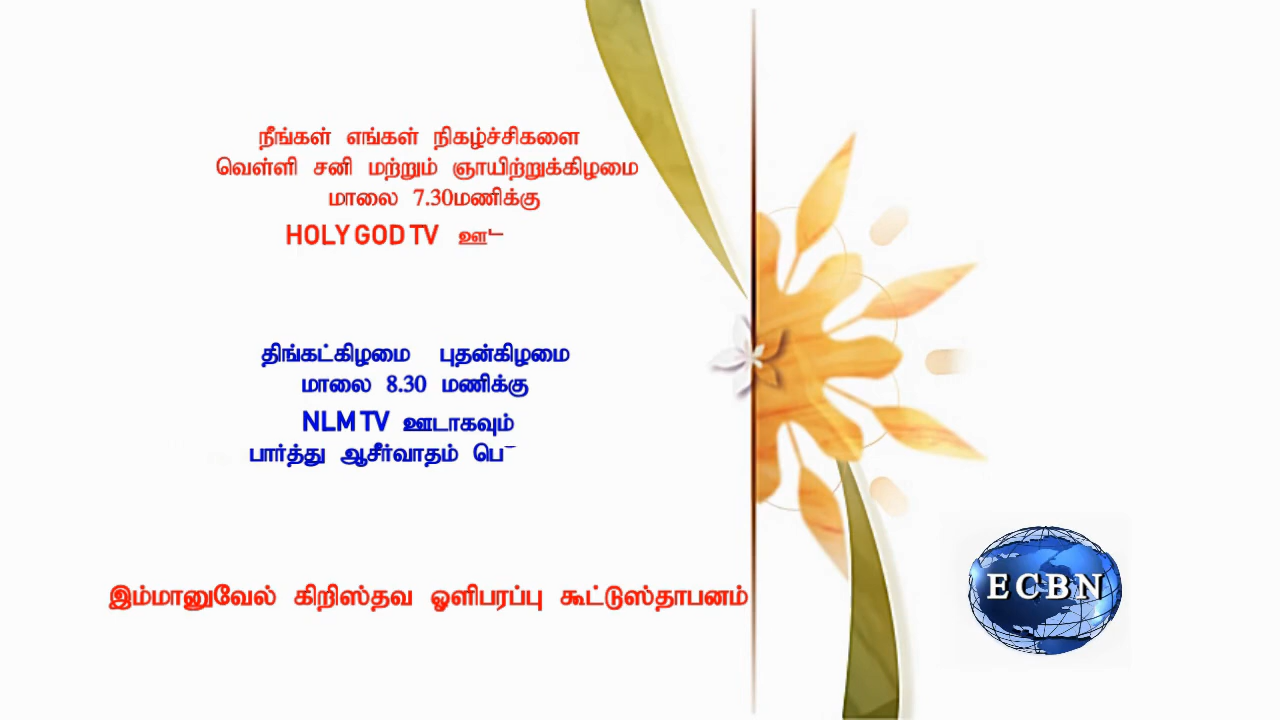 நீங்கள் எங்கள் நிகழ்ச்சிகளை
வெள்ளி சனி மற்றும் ஞாயிற்றுக்கிழமை
மாலை 7.30மணிக்கு
HOLY GOD TV
திங்கட்கிழமை புதன்கிழமை
மாலை 8.30 மணிக்கு
NLM TV ஊடாகவும்
பார்த்து ஆசீர்வாதம்
இம்மானுவேல் கிறிஸ்தவ ஓளிபரப்பு கூட்டுஸ்தாபனம்
ECBN